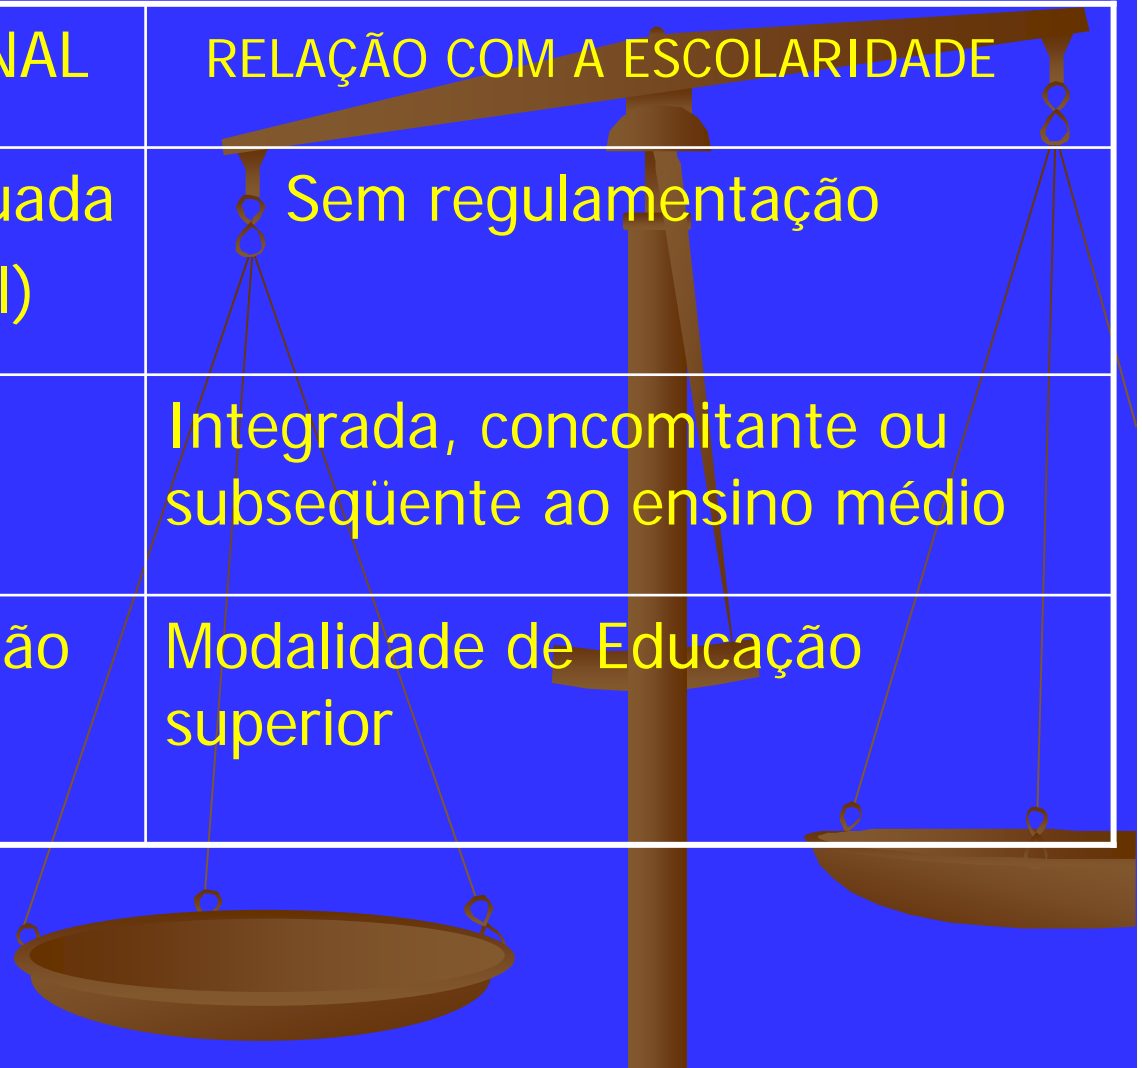 NAL RELAÇÃO COM A ESCOLARIDADE
uada Sem regulamentação
l)
Integrada, concomitante ou
subseqüente ao ensino médio
ão Modalidade de Educação
superior